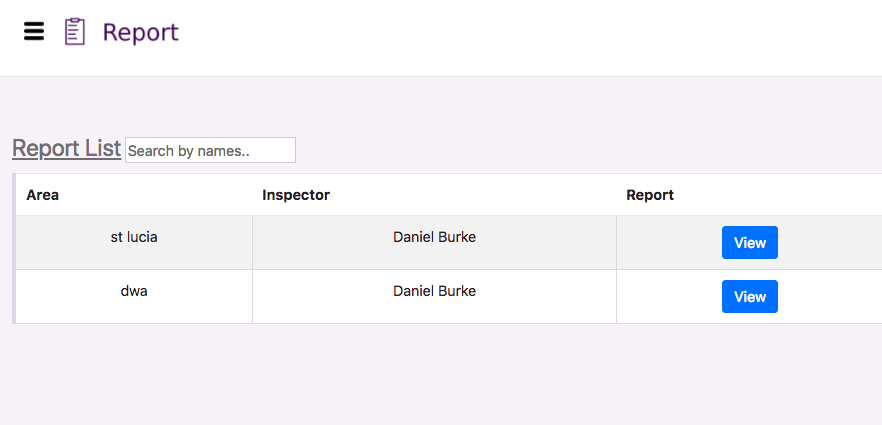 Report
Report List Search by names..
Area Inspector Report
st lucia Daniel Burke View
dwa Daniel Burke View